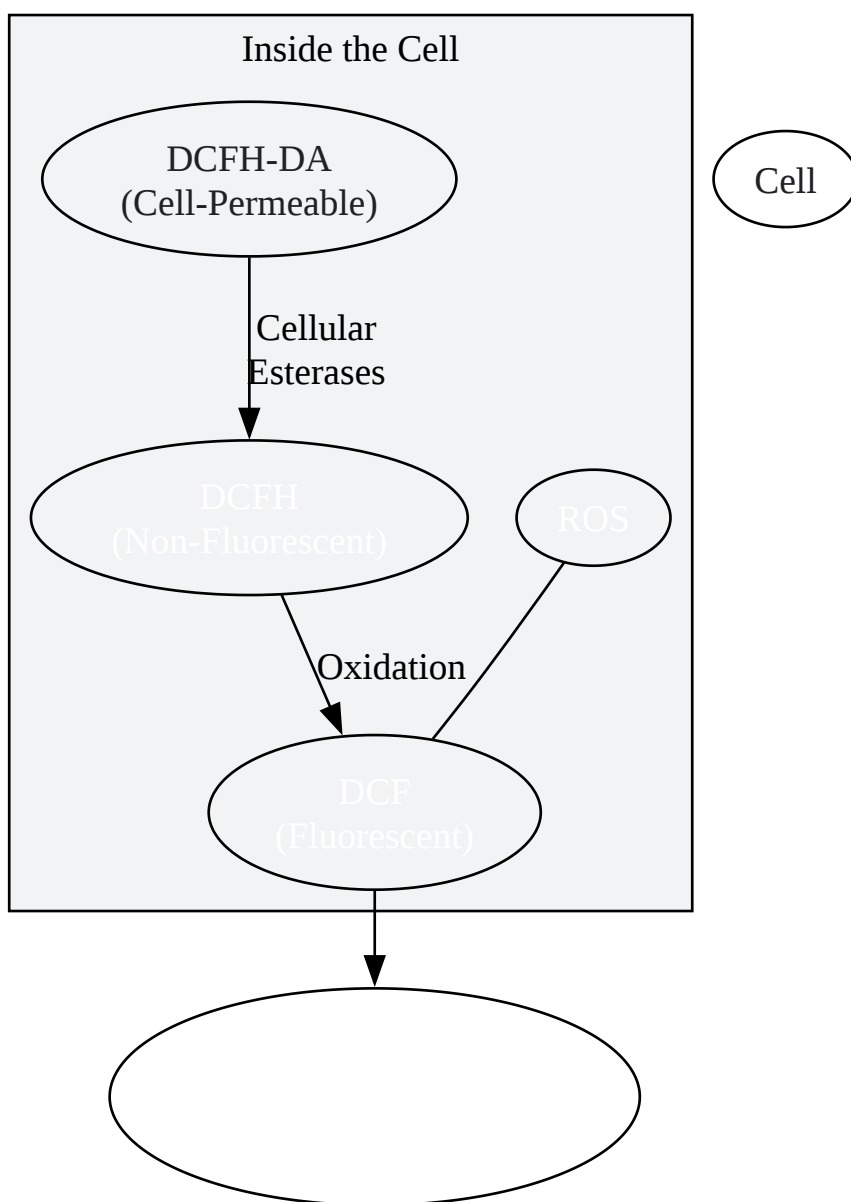 Inside the Cell
DCFH-DA
(Cell-Permeable)
Cell
Cellular
Esterases
DCFH
(Non-Fluorescent)
ROS
Oxidation
DCF
(Fluorescent)